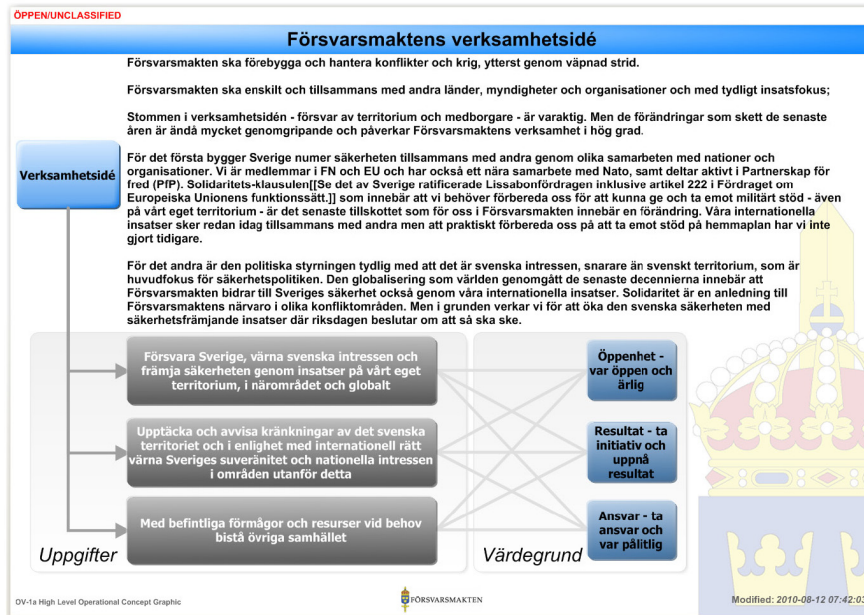 ÖPPEN/UNCLASSIFIED
Försvarsmaktens verksamhetsidé
Försvarsmakten ska förebygga och hantera konflikter och krig, ytterst genom väpnad strid.
Försvarsmakten ska enskilt och tillsammans med andra länder, myndigheter och organisationer och med tydligt insatsfokus;
Stommen i verksamhetsidén - försvar av territorium och medborgare - är varaktig. Men de förändringar som skett de senaste
åren är ändå mycket genomgripande och påverkar Försvarsmaktens verksamhet i hög grad.
Verksamhetsidé
För det första bygger Sverige numer säkerheten tillsammans med andra genom olika samarbeten med nationer och
organisationer. Vi är medlemmar i FN och EU och har också ett nära samarbete med Nato, samt deltar aktivt i Partnerskap för
fred (PfP). Solidaritets-klausulen[[Se det av Sverige ratificerade Lissabonfördragen inklusive artikel 222 i Fördraget om
Europeiska Unionens funktionssätt.]] som innebär att vi behöver förbereda oss för att kunna ge och ta emot militärt stöd - även
på vårt eget territorium - är det senaste tillskottet som för oss i Försvarsmakten innebär en förändring. Våra internationella
insatser sker redan idag tillsammans med andra men att praktiskt förbereda oss på att ta emot stöd på hemmaplan har vi inte
gjort tidigare.
För det andra är den politiska styrningen tydlig med att det är svenska intressen, snarare än svenskt territorium, som är
huvudfokus för säkerhetspolitiken. Den globalisering som världen genomgått de senaste decennierna innebär att
Försvarsmakten bidrar till Sveriges säkerhet också genom våra internationella insatser. Solidaritet är en anledning till
Försvarsmaktens närvaro i olika konfliktområden. Men i grunden verkar vi för att öka den svenska säkerheten med
säkerhetsfrämjande insatser där riksdagen beslutar om att så ska ske.
Försvara Sverige, värna svenska intressen och
främja säkerheten genom insatser på vårt eget
territorium, i närområdet och globalt
Öppenhet -
var öppen och
ärlig
Upptäcka och avvisa kränkningar av det svenska
territoriet och i enlighet med internationell rätt
värna Sveriges suveränitet och nationella intressen
i områden utanför detta
Resultat - ta
initiativ och
uppnå
resultat
Med befintliga förmågor och resurser vid behov
bistå övriga samhället
Ansvar - ta
ansvar och
var pålitlig
Uppgifter
Värdegrund
OV-1a High Level Operational Concept Graphic
FÖRSVARSMAKTEN
Modified: 2010-08-12 07:42:03